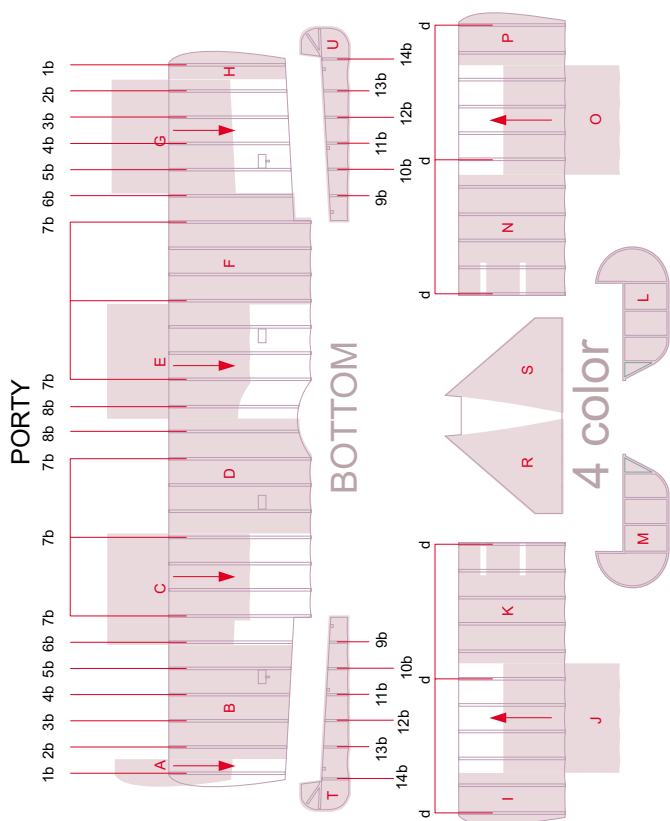 PORTY
1b
2b
3b
4b
5b
6b
7b
7b
8b
8b
7b
7b
7b
6b
5b
4b
3b
2b
1b
H
G
F
E
D
C
B
A
BOTTOM
U
14b
13b
12b
11b
10b
9b
9b
10b
11b
12b
13b
14b
T
d
d
d
P
O
N
L
S
R
4 color
M
d
d
d
K
J
I